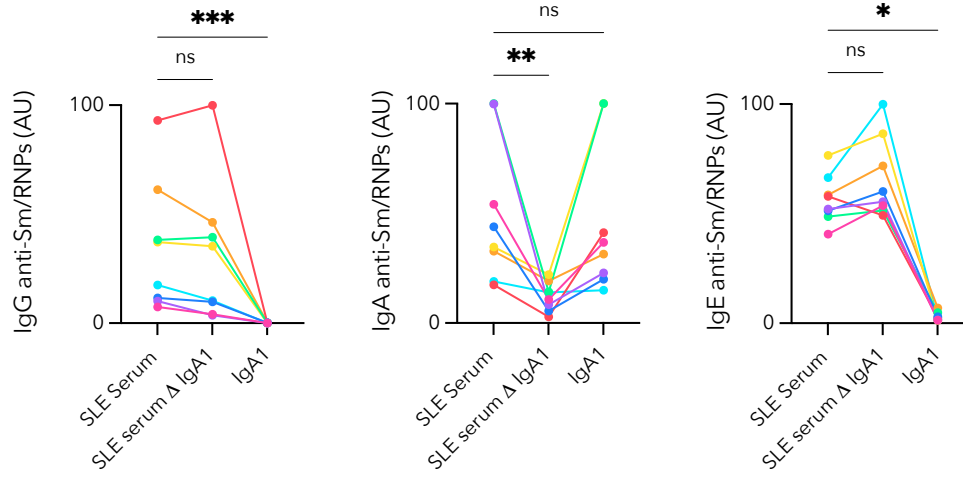 ***
ns
IgG anti-Sm/RNPs (AU)
100
0
SLE Serum
SLE serum Δ IgA1
IgA1
ns
**
IgA anti-Sm/RNPs (AU)
100
0
SLE Serum
SLE serum Δ IgA1
IgA1
*
ns
IgE anti-Sm/RNPs (AU)
100
0
SLE Serum
SLE serum Δ IgA1
IgA1